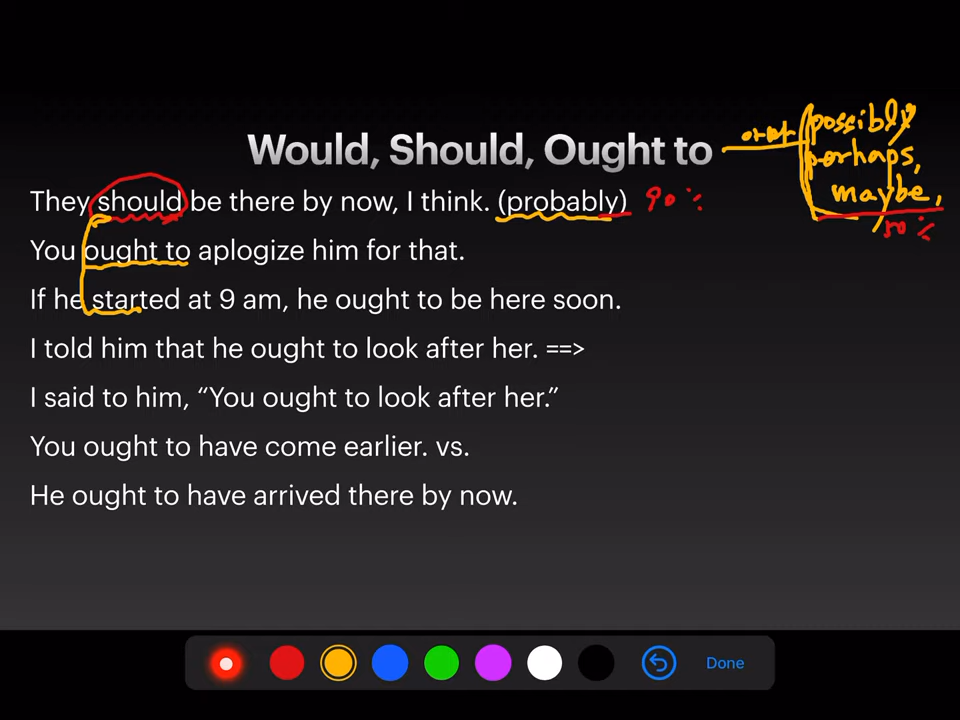 Would, Should, Ought to
possibly
perhaps,
maybe,
50%
They should be there by now, I think. (probably) 90%
You ought to aplogize him for that.
If he started at 9 am, he ought to be here soon.
I told him that he ought to look after her. ==>
I said to him, “You ought to look after her.”
You ought to have come earlier. vs.
He ought to have arrived there by now.
Done